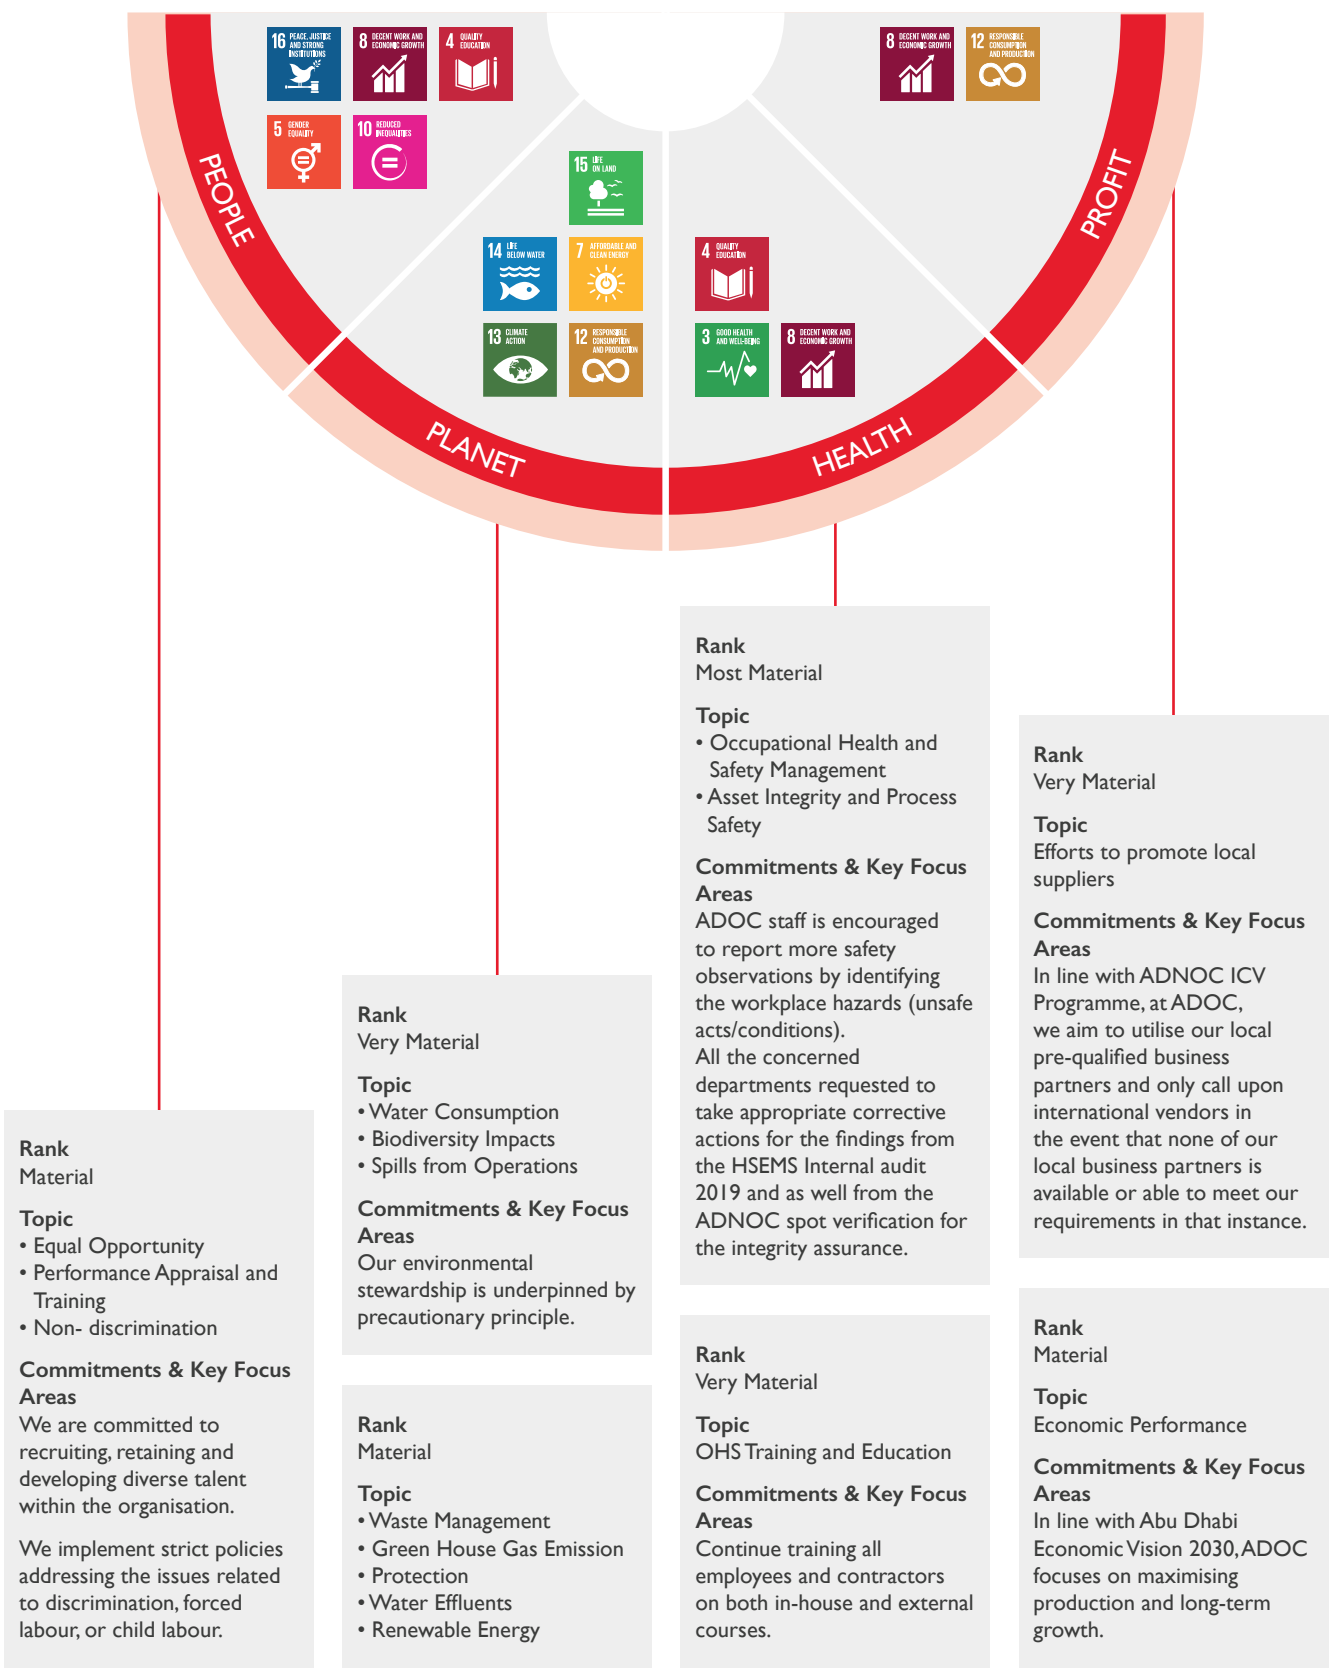 16 PEACE, JUSTICE
AND STRONG
INSTITUTIONS
8 DECENT WORK AND
ECONOMIC GROWTH
4 QUALITY
EDUCATION
5 GENDER
EQUALITY
10 REDUCED
INEQUALITIES
PEOPLE
15 LIFE
ON LAND
14 LIFE
BELOW WATER
7 AFFORDABLE AND
CLEAN ENERGY
13 CLIMATE
ACTION
12 RESPONSIBLE
CONSUMPTION
AND PRODUCTION
PLANET
4 QUALITY
EDUCATION
3 GOOD HEALTH
AND WELL-BEING
8 DECENT WORK AND
ECONOMIC GROWTH
HEALTH
8 DECENT WORK AND
ECONOMIC GROWTH
12 RESPONSIBLE
CONSUMPTION
AND PRODUCTION
PROFIT
Rank
Material
Topic
• Equal Opportunity
• Performance Appraisal and
Training
• Non- discrimination
Commitments & Key Focus
Areas
We are committed to
recruiting, retaining and
developing diverse talent
within the organisation.
We implement strict policies
addressing the issues related
to discrimination, forced
labour, or child labour.
Rank
Very Material
Topic
• Water Consumption
• Biodiversity Impacts
• Spills from Operations
Commitments & Key Focus
Areas
Our environmental
stewardship is underpinned by
precautionary principle.
Rank
Material
Topic
• Waste Management
• Green House Gas Emission
• Protection
• Water Effluents
• Renewable Energy
Rank
Most Material
Topic
• Occupational Health and
Safety Management
• Asset Integrity and Process
Safety
Commitments & Key Focus
Areas
ADOC staff is encouraged
to report more safety
observations by identifying
the workplace hazards (unsafe
acts/conditions).
All the concerned
departments requested to
take appropriate corrective
actions for the findings from
the HSEMS Internal audit
2019 and as well from the
ADNOC spot verification for
the integrity assurance.
Rank
Very Material
Topic
OHS Training and Education
Commitments & Key Focus
Areas
Continue training all
employees and contractors
on both in-house and external
courses.
Rank
Very Material
Topic
Efforts to promote local
suppliers
Commitments & Key Focus
Areas
In line with ADNOC ICV
Programme, at ADOC,
we aim to utilise our local
pre-qualified business
partners and only call upon
international vendors in
the event that none of our
local business partners is
available or able to meet our
requirements in that instance.
Rank
Material
Topic
Economic Performance
Commitments & Key Focus
Areas
In line with Abu Dhabi
Economic Vision 2030, ADOC
focuses on maximising
production and long-term
growth.